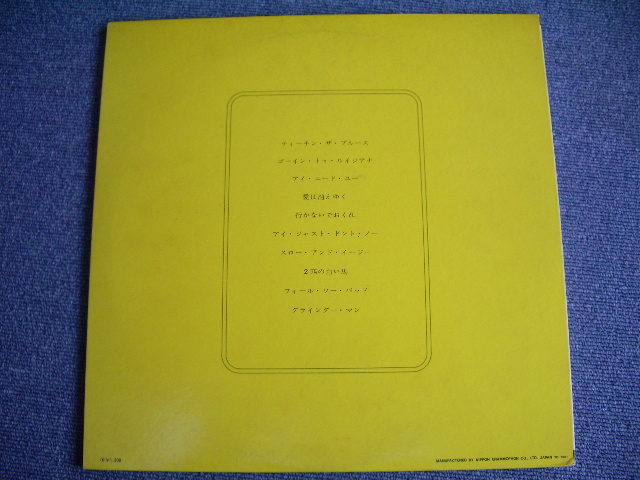 ティーチン・ザ・ブルース
ゴーイン・トゥ・ルイジアナ
アイ・ニード・ユー
愛は消えゆく
行かないでおくれ
アイ・ジャスト・ドント・ノー
スロー・アンド・イージー
2頭の白い馬
フィール・ソー・バッド
グラインダー・マン
MANUFACTURED BY NIPPON GRAMMOPHON CO., LTD. JAPAN